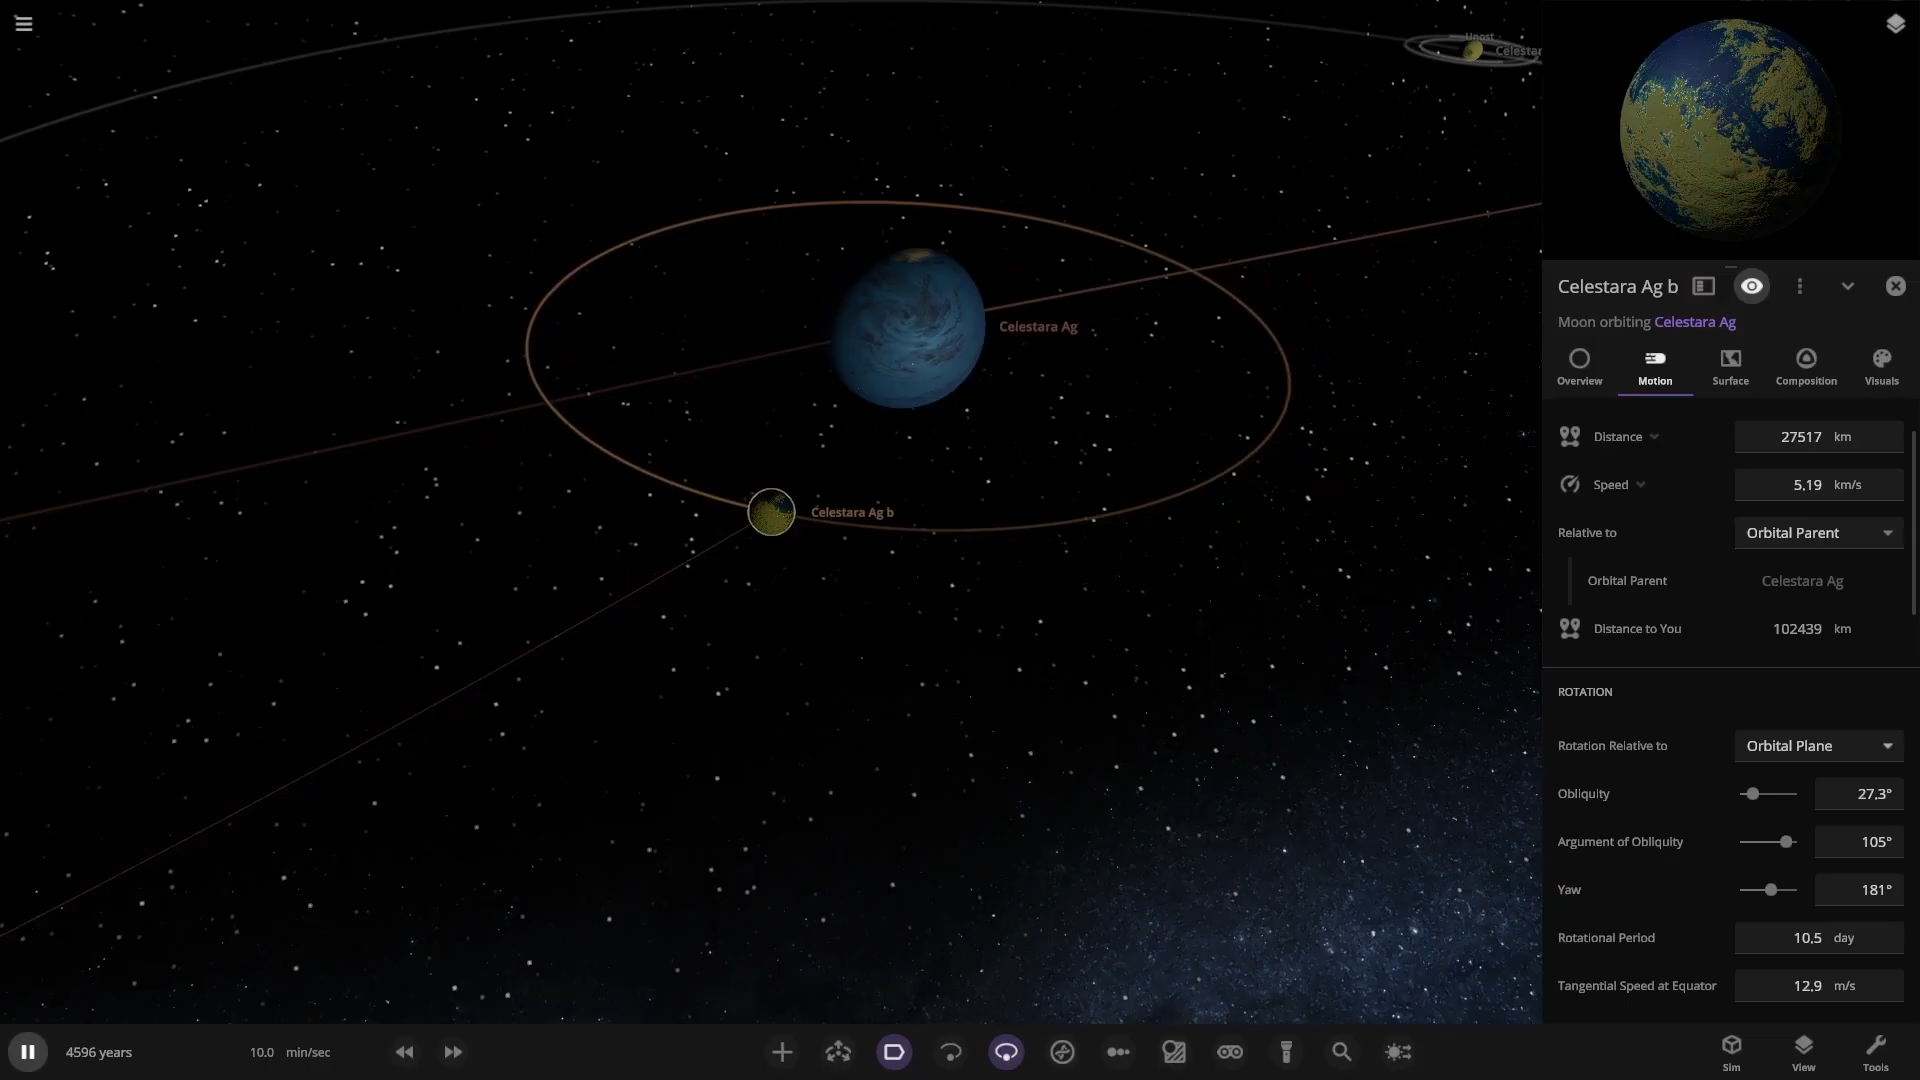 Unost
Celestar
Celestara Ag
Celestara Ag b
Celestara Ag b
Moon orbiting Celestara Ag
Overview
Motion
Surface
Composition
Visuals
Distance 27517 km
Speed 5.19 km/s
Relative to Orbital Parent
Orbital Parent Celestara Ag
Distance to You 102439 km
ROTATION
Rotation Relative to Orbital Plane
Obliquity 27.3°
Argument of Obliquity 105°
Yaw 181°
Rotational Period 10.5 day
Tangential Speed at Equator 12.9 m/s
4596 years
10.0 min/sec
Sim
View
Tools